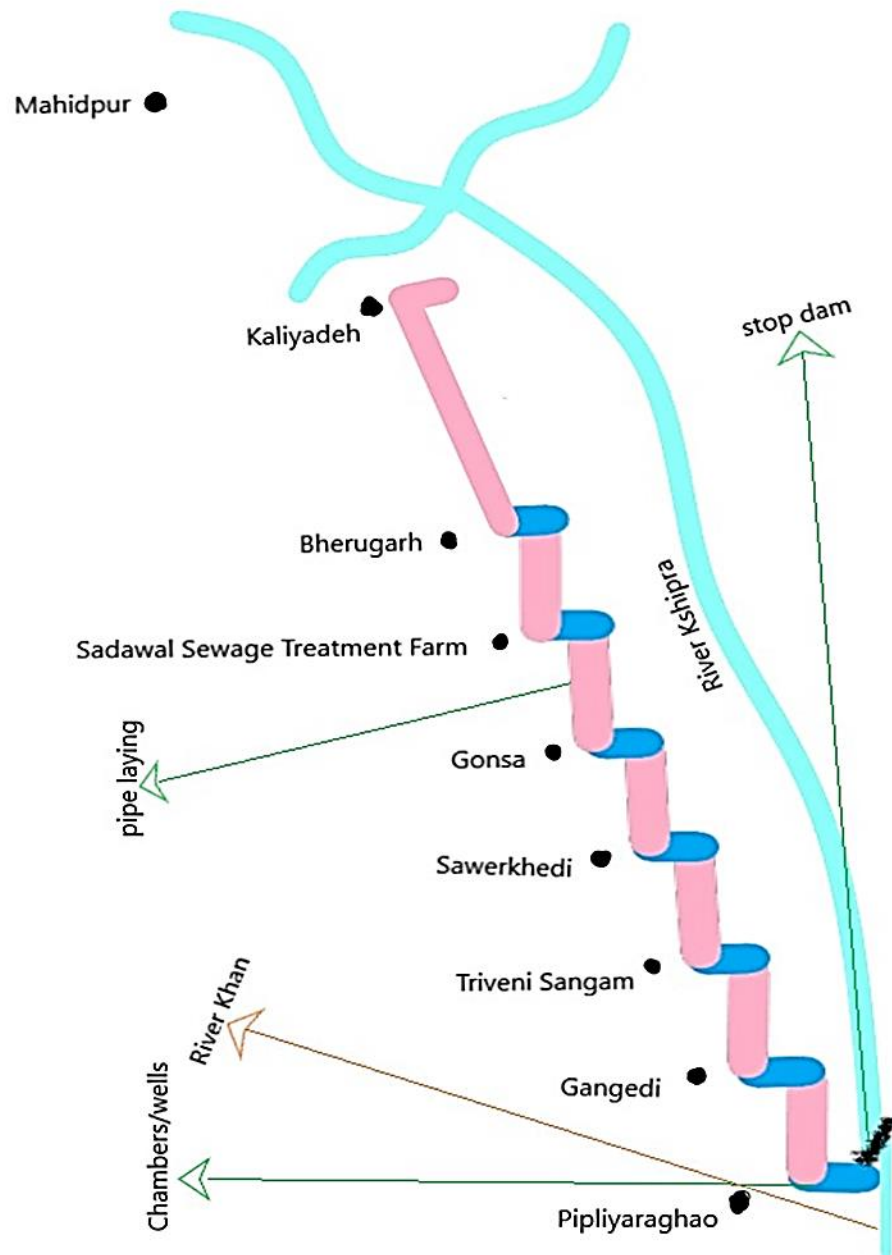 Mahidpur
stop dam
Kaliyadeh
Bherugarh
River Kshipra
Sadawal Sewage Treatment Farm
pipe laying
Gonsa
Sawerkhedi
Triveni Sangam
River Khan
Gangedi
Chambers/wells
Pipliyaraghao